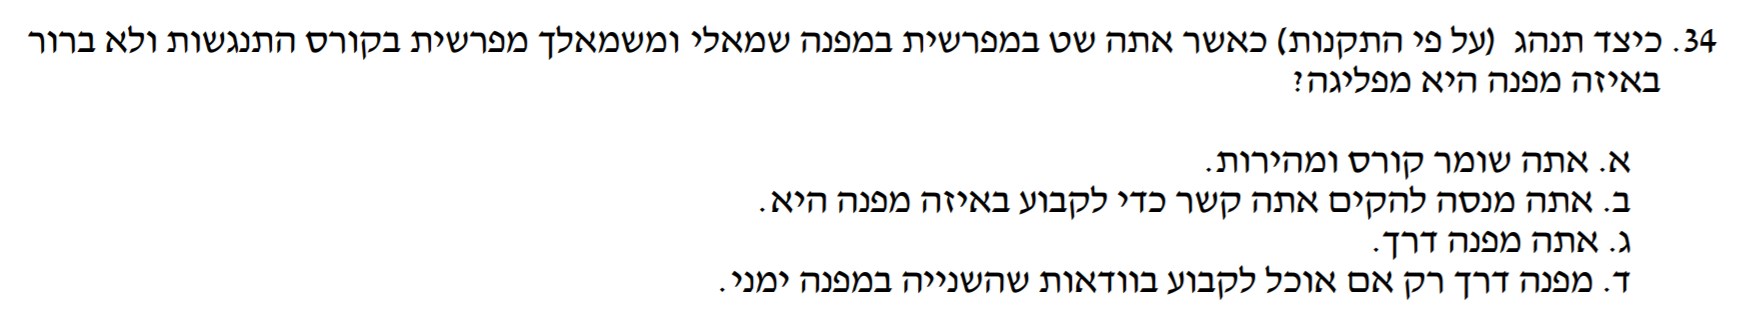 34. כיצד תנהג (על פי התקנות) כאשר אתה שט במפרשית במפנה שמאלי ומשמאלך מפרשית בקורס התנגשות ולא ברור
באיזה מפנה היא מפליגה?
א. אתה שומר קורס ומהירות.
ב. אתה מנסה להקים אתה קשר כדי לקבוע באיזה מפנה היא.
ג. אתה מפנה דרך.
ד. מפנה דרך רק אם אוכל לקבוע בוודאות שהשנייה במפנה ימני.